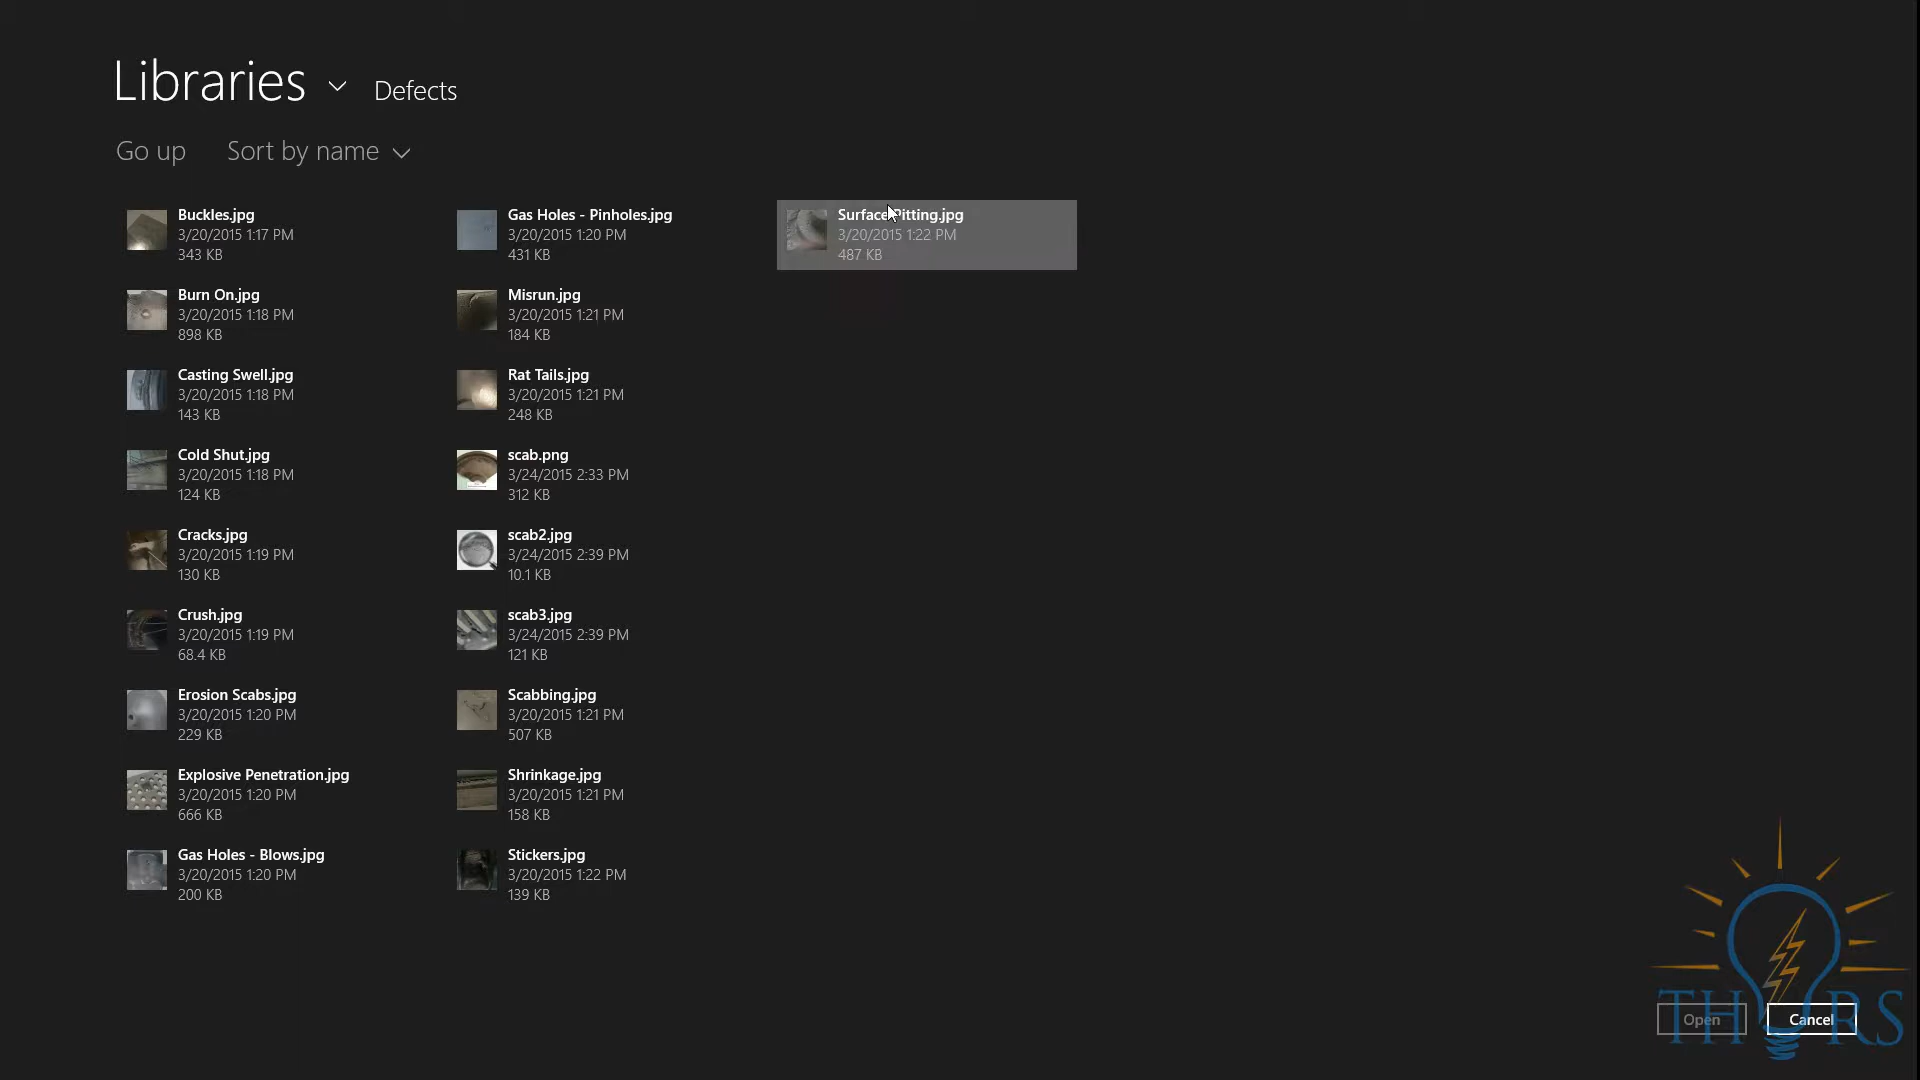 Libraries Defects
Go up Sort by name
Buckles.jpg
3/20/2015 1:17 PM
343 KB
Burn On.jpg
3/20/2015 1:18 PM
898 KB
Casting Swell.jpg
3/20/2015 1:18 PM
143 KB
Cold Shut.jpg
3/20/2015 1:18 PM
124 KB
Cracks.jpg
3/20/2015 1:19 PM
130 KB
Crush.jpg
3/20/2015 1:19 PM
68.4 KB
Erosion Scabs.jpg
3/20/2015 1:20 PM
229 KB
Explosive Penetration.jpg
3/20/2015 1:20 PM
666 KB
Gas Holes - Blows.jpg
3/20/2015 1:20 PM
200 KB
Gas Holes - Pinholes.jpg
3/20/2015 1:20 PM
431 KB
Misrun.jpg
3/20/2015 1:21 PM
184 KB
Rat Tails.jpg
3/20/2015 1:21 PM
248 KB
scab.png
3/24/2015 2:33 PM
312 KB
scab2.jpg
3/24/2015 2:39 PM
10.1 KB
scab3.jpg
3/24/2015 2:39 PM
121 KB
Scabbing.jpg
3/20/2015 1:21 PM
507 KB
Shrinkage.jpg
3/20/2015 1:21 PM
158 KB
Stickers.jpg
3/20/2015 1:22 PM
139 KB
Surface Pitting.jpg
3/20/2015 1:22 PM
487 KB
Open Cancel
THORS